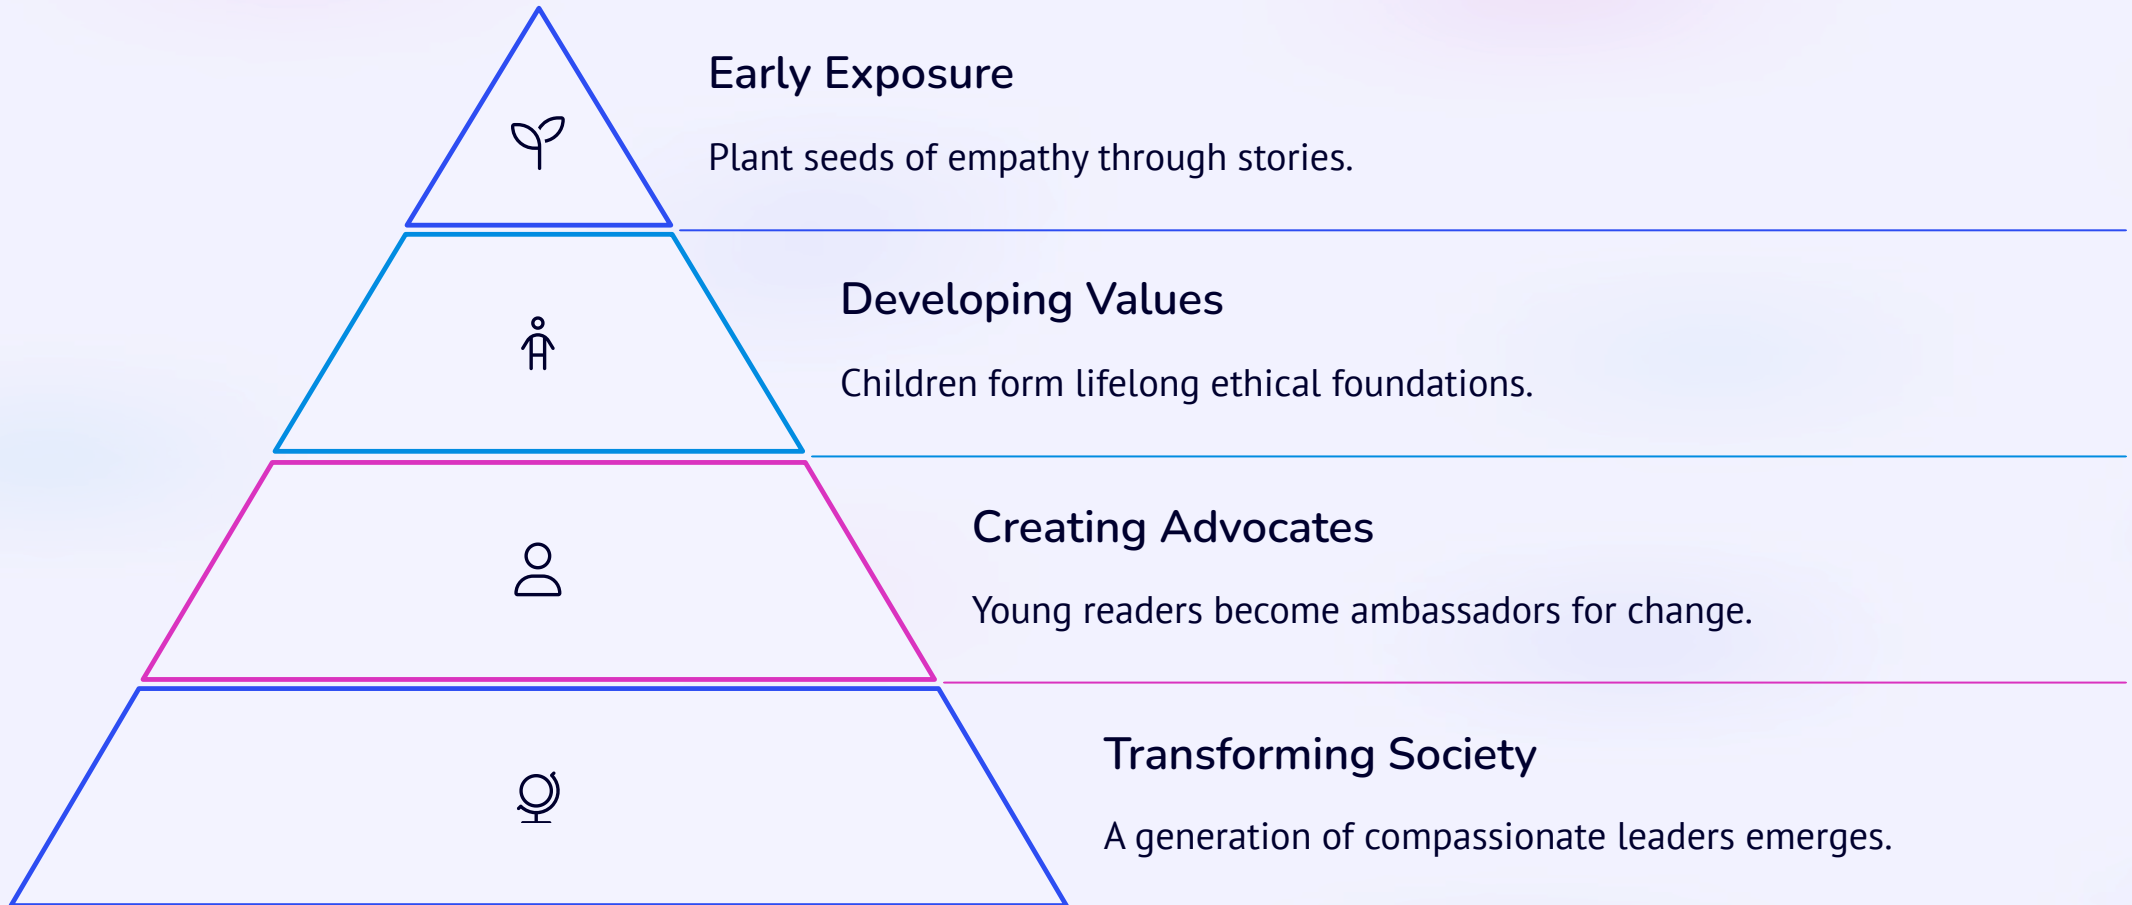 Early Exposure
Plant seeds of empathy through stories.
Developing Values
Children form lifelong ethical foundations.
Creating Advocates
Young readers become ambassadors for change.
Transforming Society
A generation of compassionate leaders emerges.